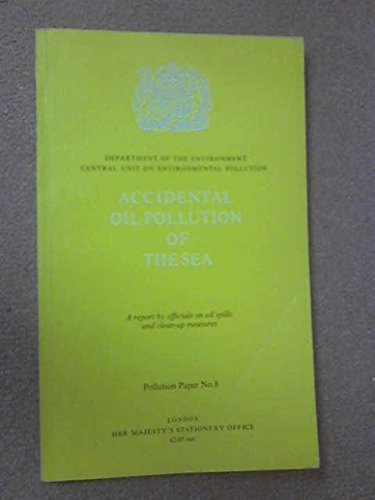 DEPARTMENT OF THE ENVIRONMENT
CENTRAL UNIT ON ENVIRONMENTAL POLLUTION
ACCIDENTAL
OIL POLLUTION
OF
THE SEA
A report by officials on oil spills
and clean-up measures
Pollution Paper No. 8
LONDON
HER MAJESTY'S STATIONERY OFFICE
net